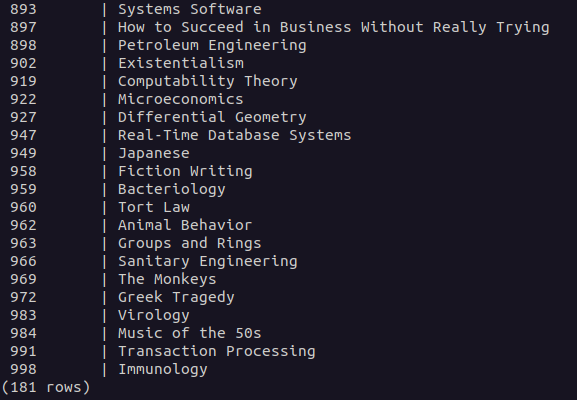 893 | Systems Software
897 | How to Succeed in Business Without Really Trying
898 | Petroleum Engineering
902 | Existentialism
919 | Computability Theory
922 | Microeconomics
927 | Differential Geometry
947 | Real-Time Database Systems
949 | Japanese
958 | Fiction Writing
959 | Bacteriology
960 | Tort Law
962 | Animal Behavior
963 | Groups and Rings
966 | Sanitary Engineering
969 | The Monkeys
972 | Greek Tragedy
983 | Virology
984 | Music of the 50s
991 | Transaction Processing
998 | Immunology
(181 rows)